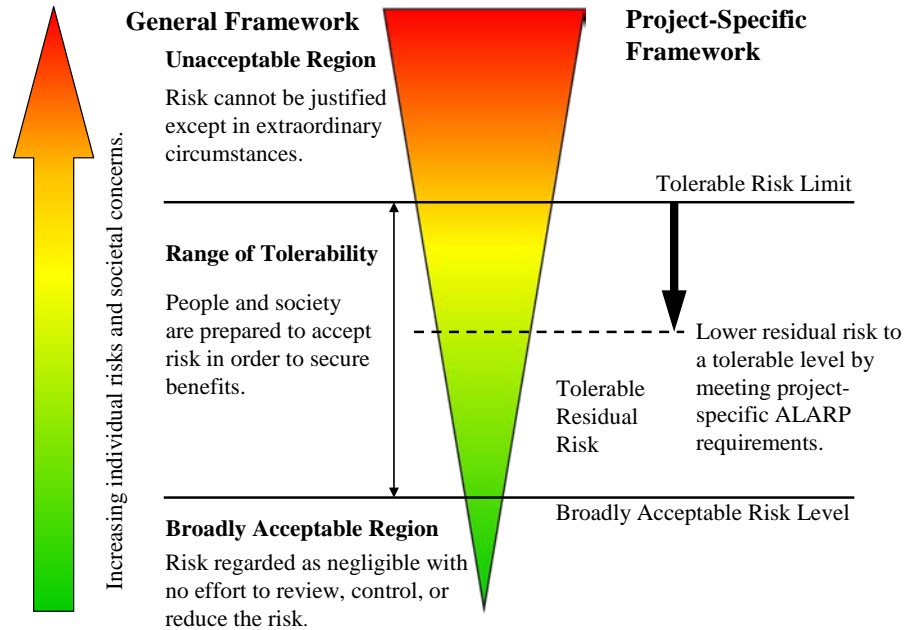 General Framework
Project-Specific
Framework
Unacceptable Region
Risk cannot be justified
except in extraordinary
circumstances.
Tolerable Risk Limit
Range of Tolerability
People and society
are prepared to accept
risk in order to secure
benefits.
Lower residual risk to
a tolerable level by
meeting project-
specific ALARP
requirements.
Tolerable
Residual
Risk
Broadly Acceptable Risk Level
Broadly Acceptable Region
Risk regarded as negligible with
no effort to review, control, or
reduce the risk.
Increasing individual risks and societal concerns.